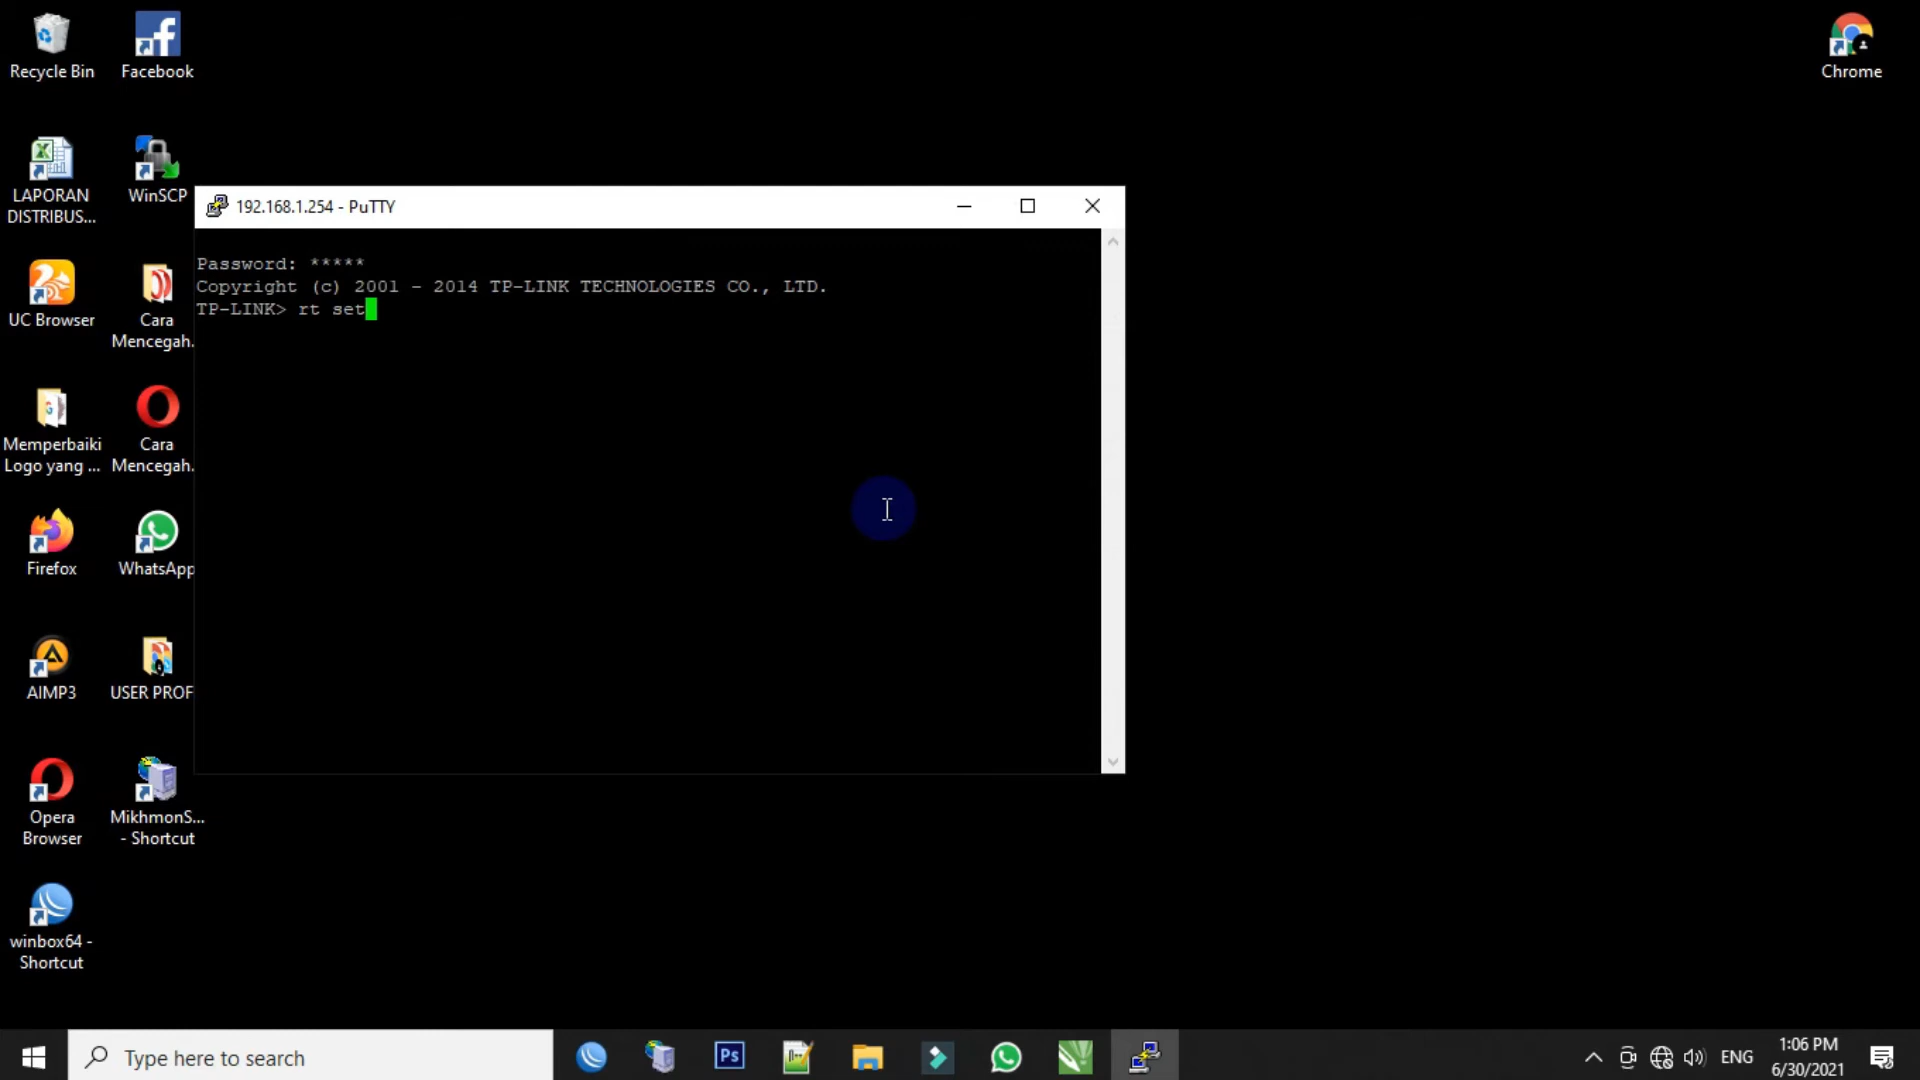 Recycle Bin
Facebook
Chrome
LAPORAN
DISTRIBUS...
WinSCP
192.168.1.254 - PuTTY
Password: *****
Copyright (c) 2001 - 2014 TP-LINK TECHNOLOGIES CO., LTD.
TP-LINK> rt set
UC Browser
Cara
Mencegah.
Memperbaiki
Logo yang ...
Cara
Mencegah.
Firefox
WhatsApp
AIMP3
USER PROF
Opera
Browser
MikhmonS...
- Shortcut
winbox64 -
Shortcut
Type here to search
Ps
ENG
1:06 PM
6/30/2021